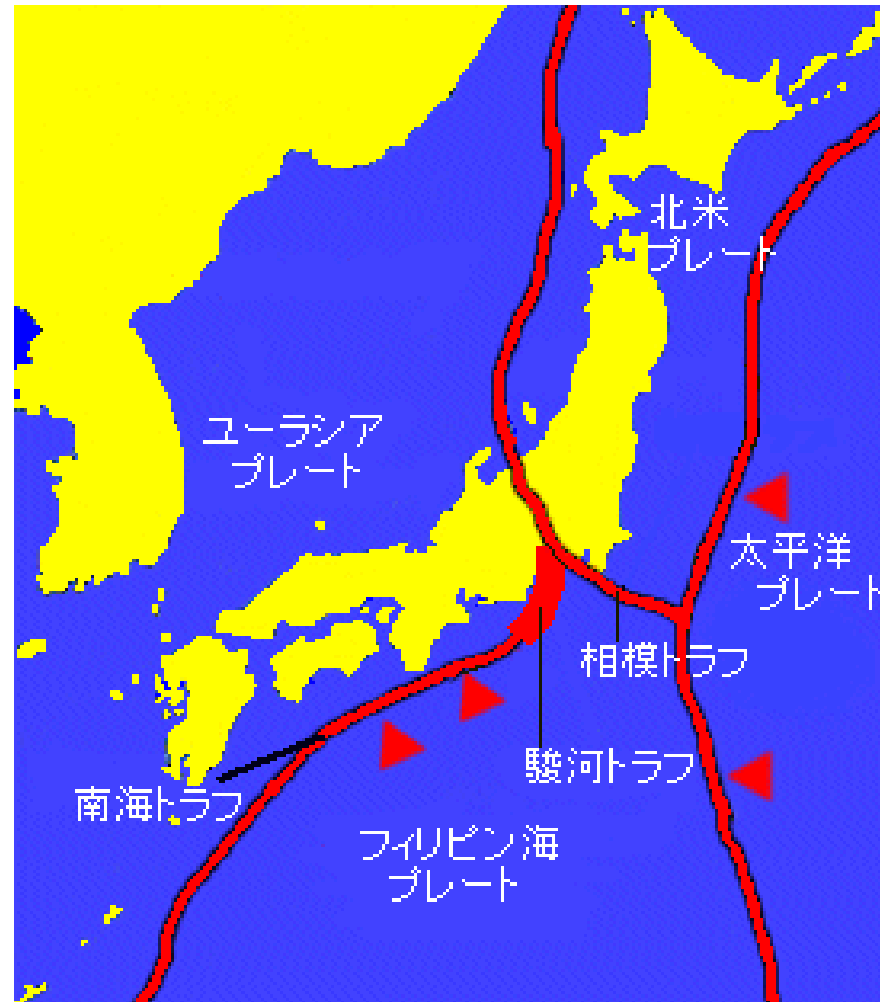 北米
プレート
ユーラシア
プレート
太平洋
プレート
相模トラフ
駿河トラフ
南海トラフ
フィリピン海
プレート